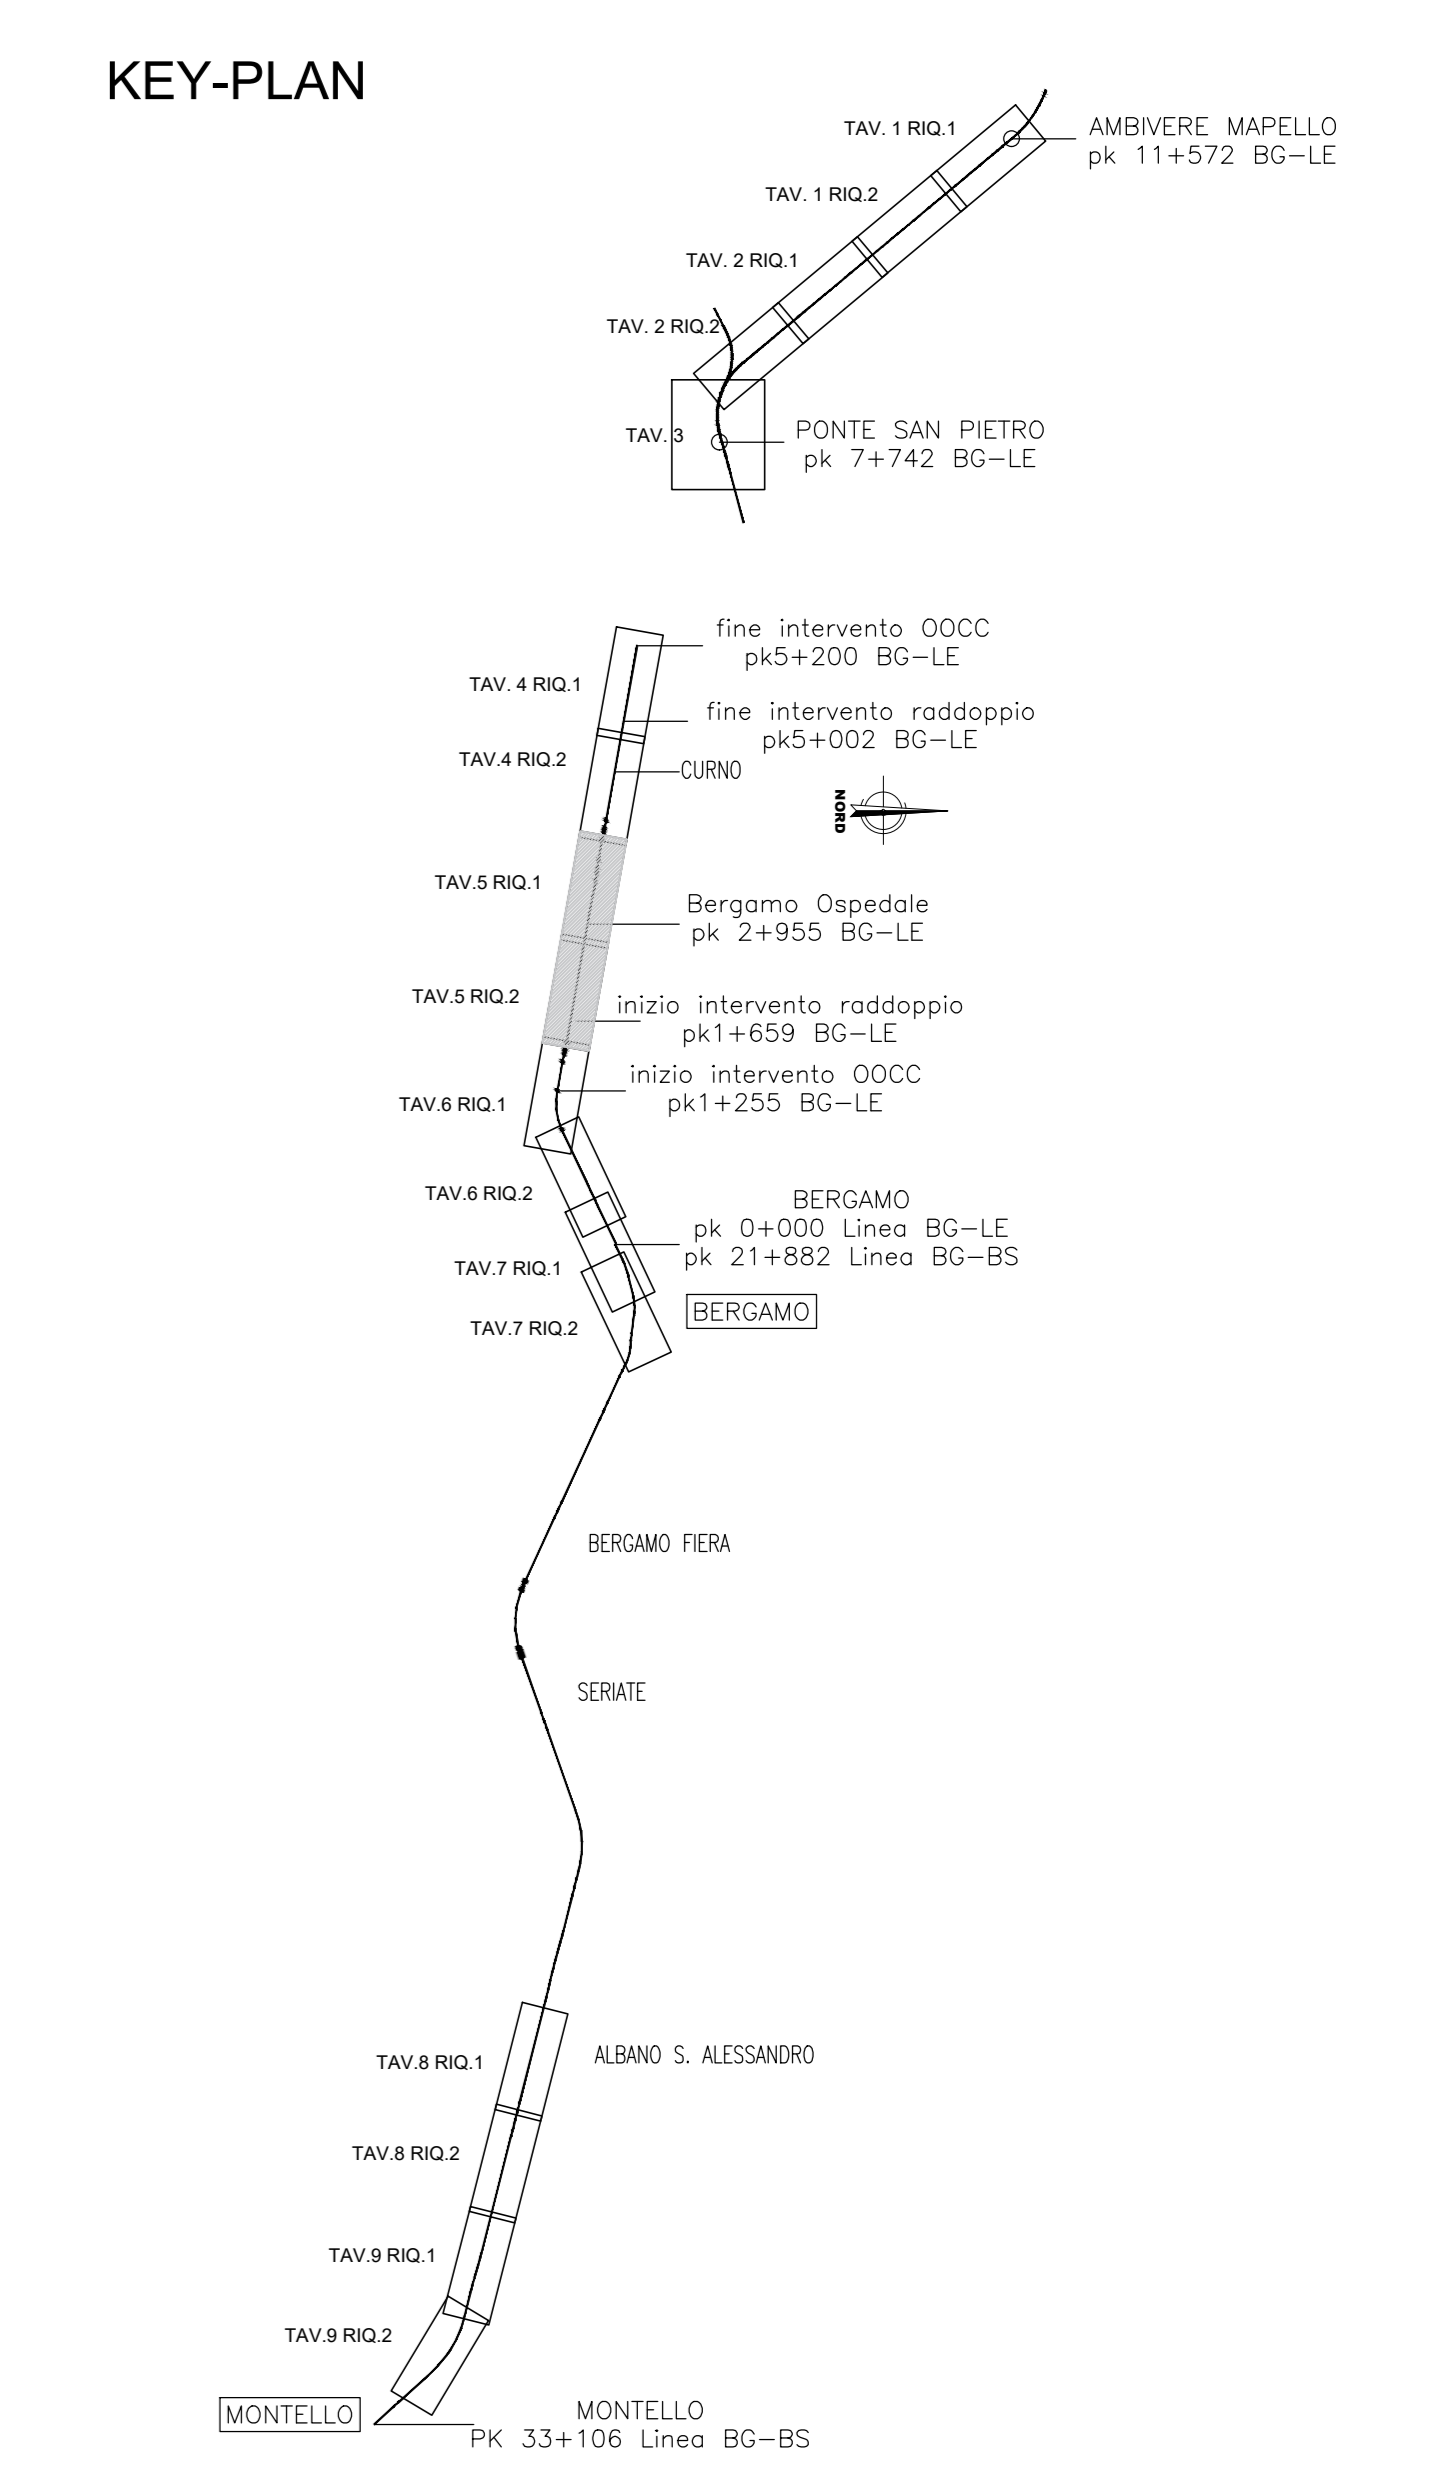 KEY-PLAN
TAV. 1 RIQ.1
AMBIVERE MAPELLO
pk 11+572 BG-LE
TAV. 1 RIQ.2
TAV. 2 RIQ.1
TAV. 2 RIQ.2
TAV. 3
PONTE SAN PIETRO
pk 7+742 BG-LE
fine intervento OOCC
pk5+200 BG-LE
TAV. 4 RIQ.1
fine intervento raddoppio
pk5+002 BG-LE
TAV.4 RIQ.2
CURNO
NORD
TAV.5 RIQ.1
Bergamo Ospedale
pk 2+955 BG-LE
TAV.5 RIQ.2
inizio intervento raddoppio
pk1+659 BG-LE
inizio intervento OOCC
pk1+255 BG-LE
TAV.6 RIQ.1
TAV.6 RIQ.2
BERGAMO
pk 0+000 Linea BG-LE
pk 21+882 Linea BG-BS
TAV.7 RIQ.1
BERGAMO
TAV.7 RIQ.2
BERGAMO FIERA
SERIATE
ALBANO S. ALESSANDRO
TAV.8 RIQ.1
TAV.8 RIQ.2
TAV.9 RIQ.1
TAV.9 RIQ.2
MONTELLO
MONTELLO
PK 33+106 Linea BG-BS